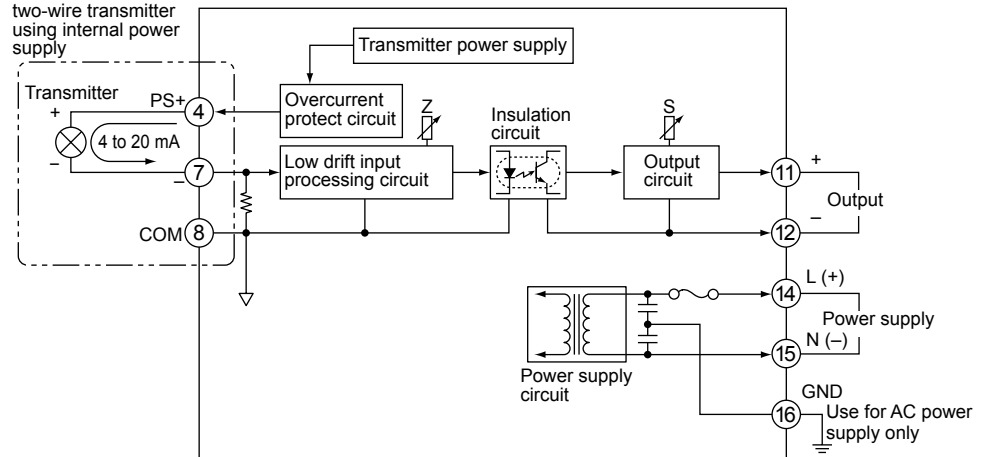 two-wire transmitter
using internal power
supply
Transmitter power supply
Transmitter
PS+
4
Overcurrent
protect circuit
Z
Insulation
circuit
S
+
4 to 20 mA
–
7
–
Low drift input
processing circuit
Output
circuit
11
+
Output
COM
8
–
12
L (+)
14
Power supply
N (–)
15
Power supply
circuit
GND
16
Use for AC power
supply only